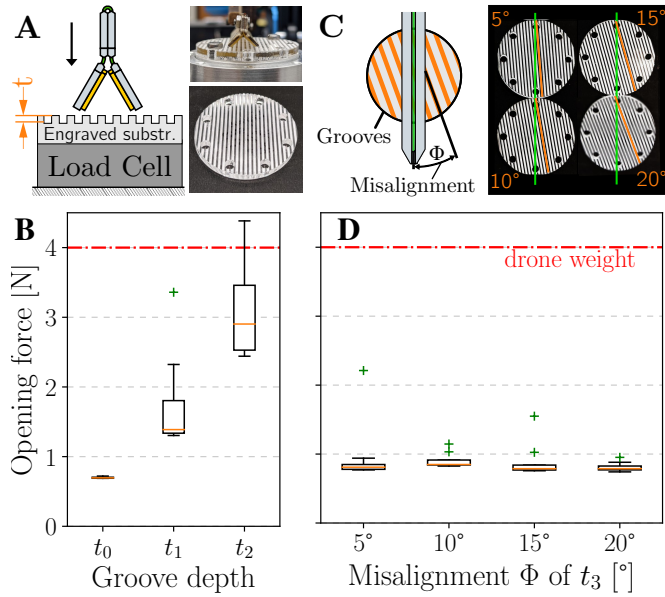 A
t
Engraved substr.
Load Cell
C
Grooves
Φ
Misalignment
5°
15°
10°
20°
B
Opening force [N]
4
3
2
1
0
t₀
t₁
t₂
Groove depth
D
drone weight
5°
10°
15°
20°
Misalignment Φ of t₃ [°]